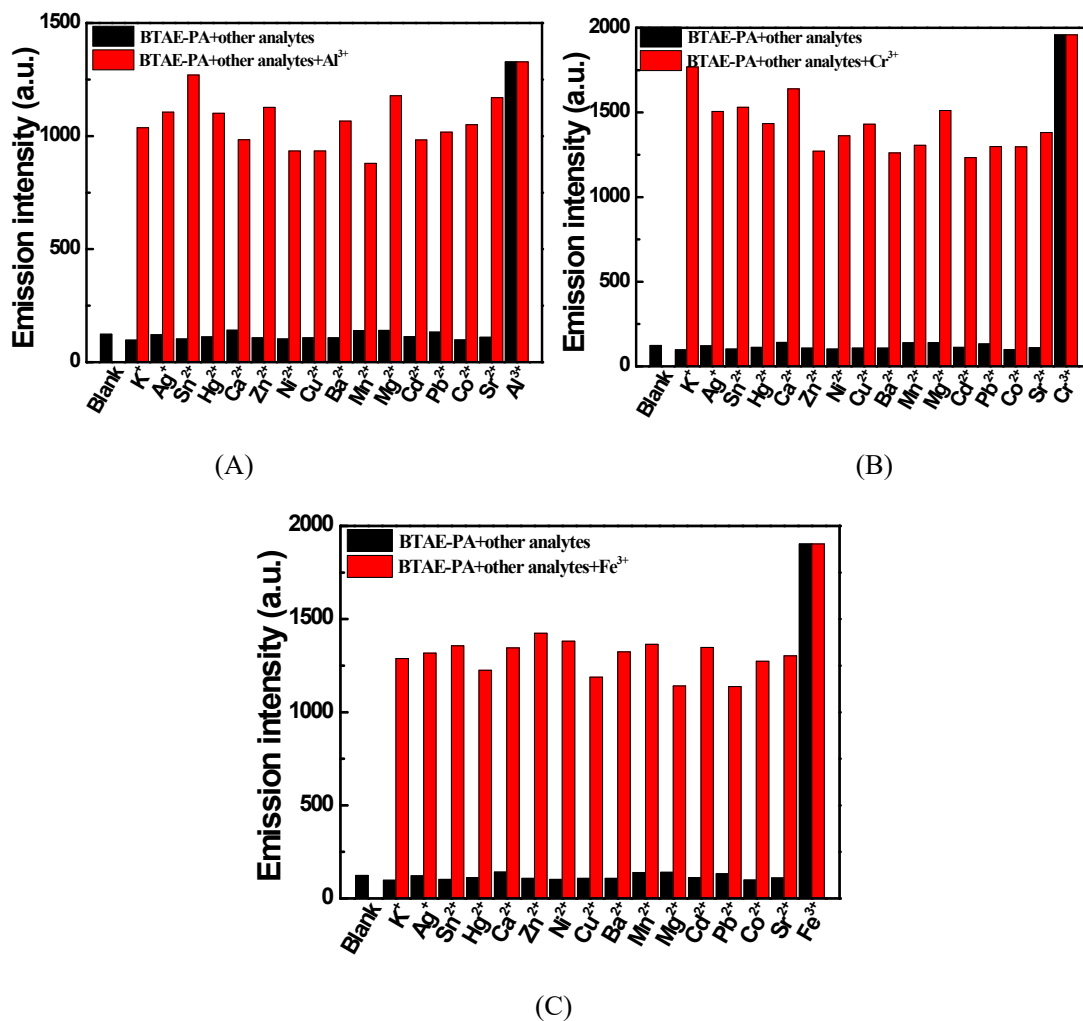 1500
1000
500
0
Emission intensity (a.u.)
BTAE-PA+other analytes
BTAE-PA+other analytes+Al³⁺
Blank
K⁺
Ag⁺
Sn²⁺
Hg²⁺
Ca²⁺
Zn²⁺
Ni²⁺
Cu²⁺
Ba²⁺
Mn²⁺
Mg²⁺
Cd²⁺
Pb²⁺
Co²⁺
Sr²⁺
Al³⁺
(A)
2000
1500
1000
500
0
Emission intensity (a.u.)
BTAE-PA+other analytes
BTAE-PA+other analytes+Cr³⁺
Blank
K⁺
Ag⁺
Sn²⁺
Hg²⁺
Ca²⁺
Zn²⁺
Ni²⁺
Cu²⁺
Ba²⁺
Mn²⁺
Mg²⁺
Cd²⁺
Pb²⁺
Co²⁺
Sr²⁺
Cr³⁺
(B)
2000
1500
1000
500
0
Emission intensity (a.u.)
BTAE-PA+other analytes
BTAE-PA+other analytes+Fe³⁺
Blank
K⁺
Ag⁺
Sn²⁺
Hg²⁺
Ca²⁺
Zn²⁺
Ni²⁺
Cu²⁺
Ba²⁺
Mn²⁺
Mg²⁺
Cd²⁺
Pb²⁺
Co²⁺
Sr²⁺
Fe³⁺
(C)